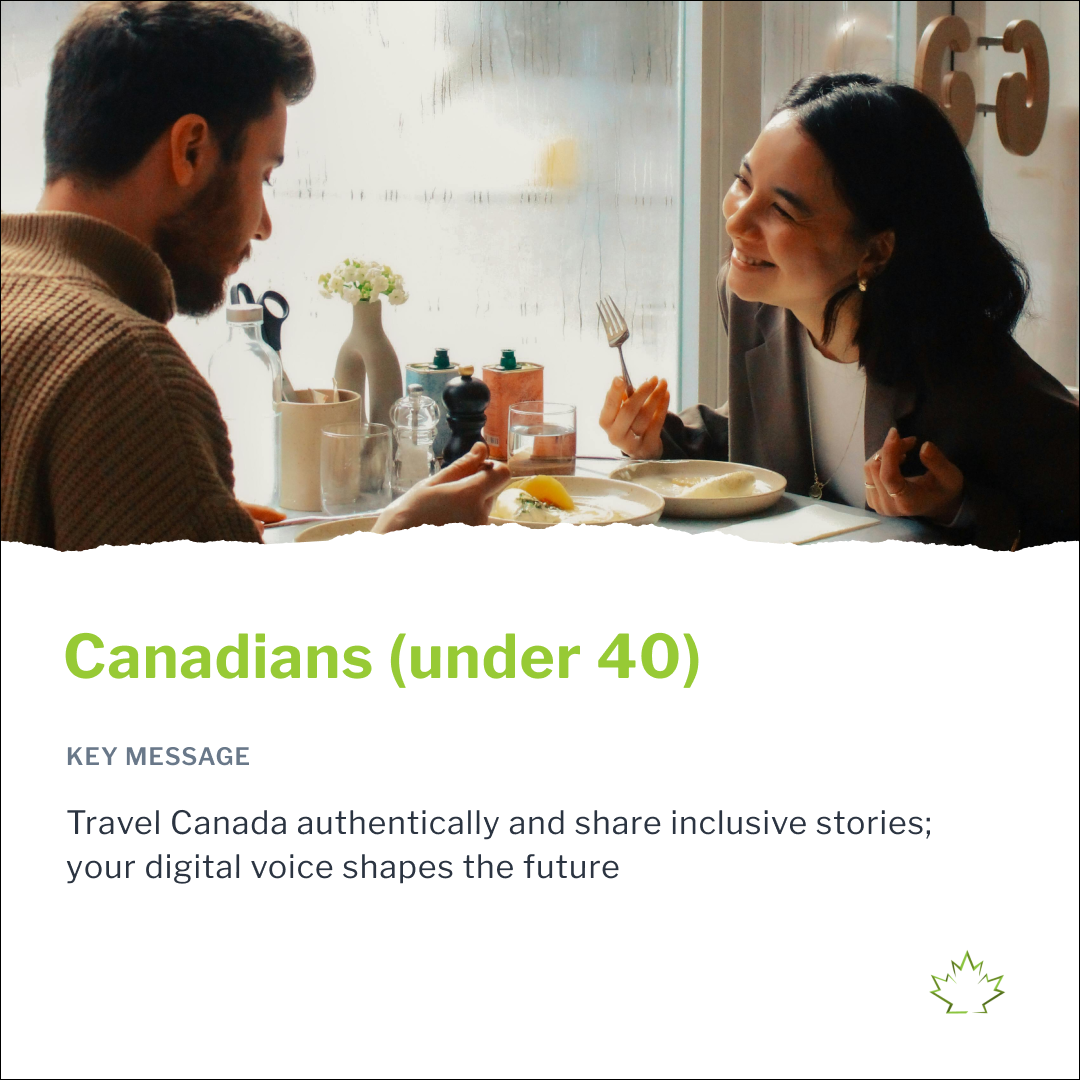 Canadians (under 40)
KEY MESSAGE
Travel Canada authentically and share inclusive stories;
your digital voice shapes the future